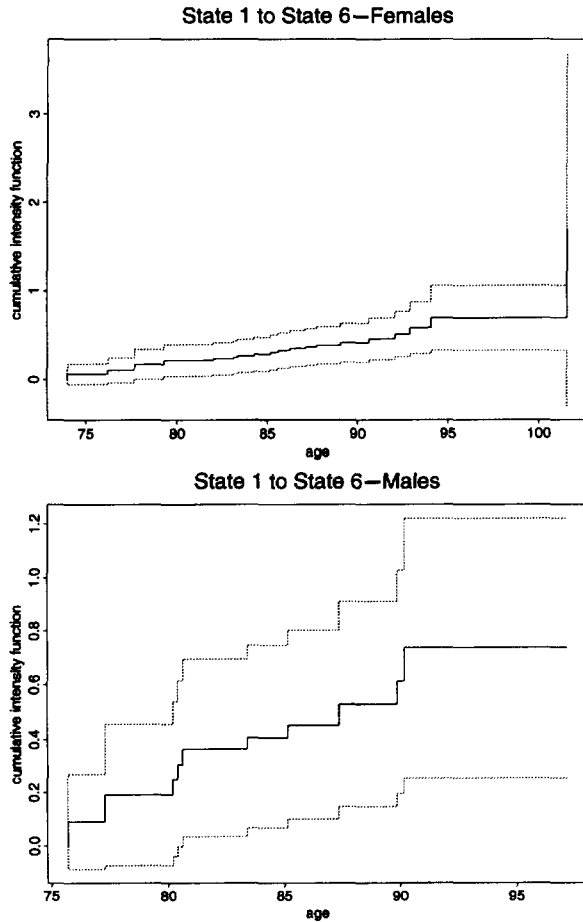 State 1 to State 6—Females
cumulative intensity function
3
2
1
0
75 80 85 90 95 100
age
State 1 to State 6—Males
cumulative intensity function
1.2
1.0
0.8
0.6
0.4
0.2
0.0
75 80 85 90 95
age